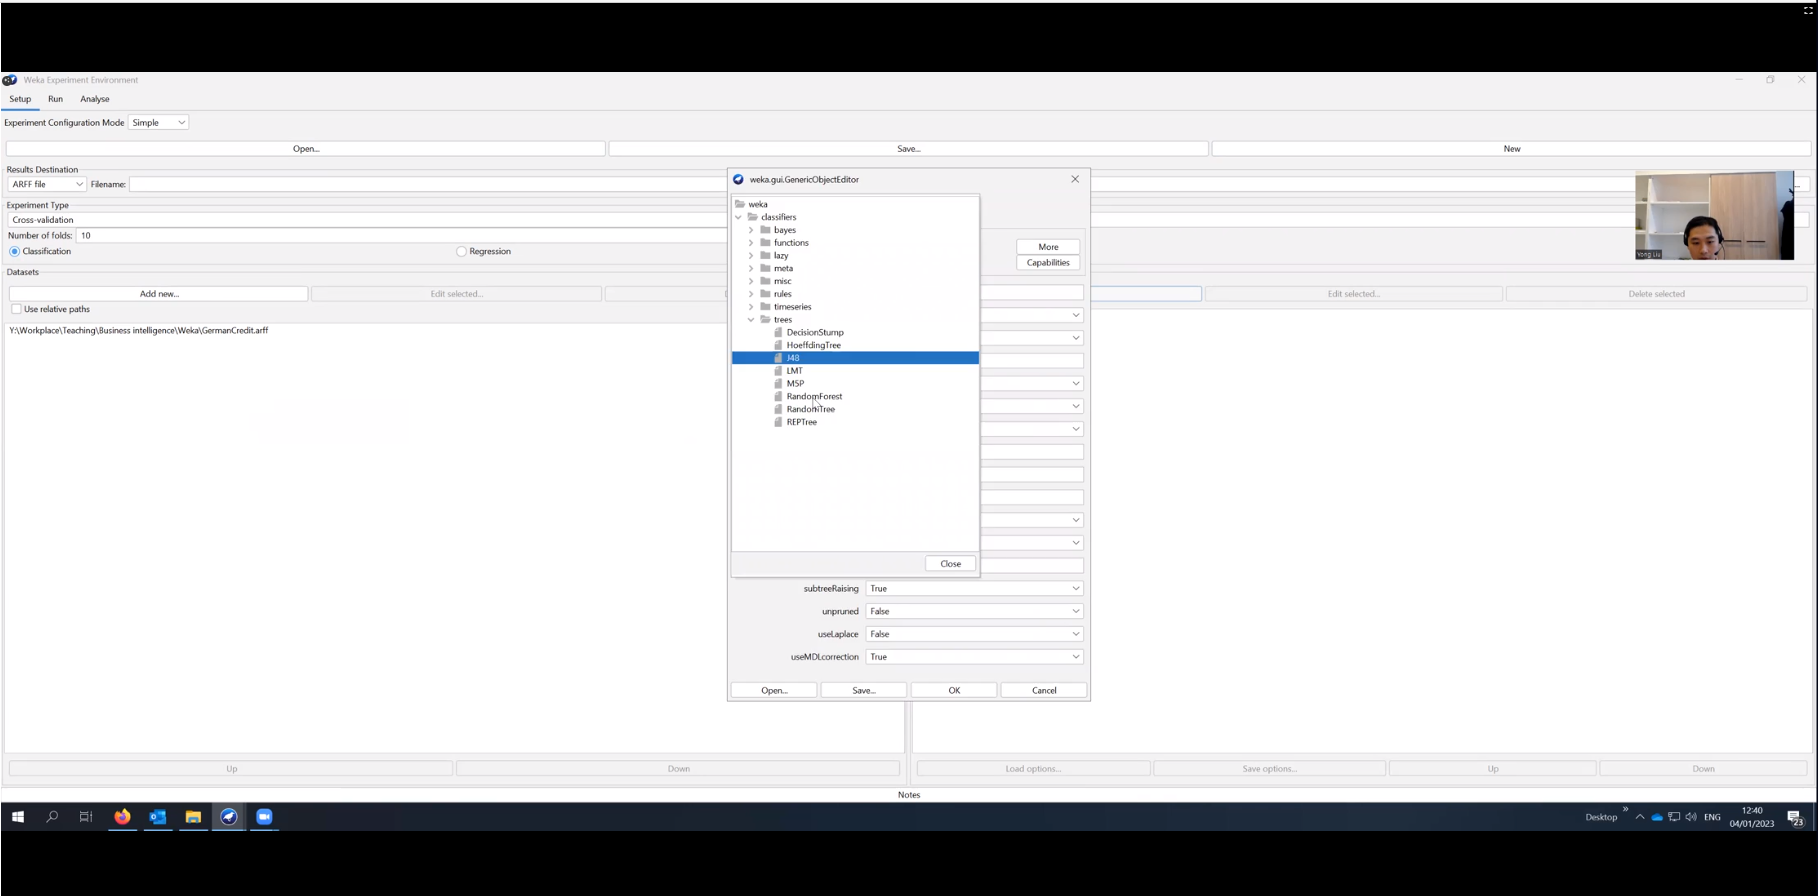 Weka Experiment Environment
Setup Run Analyse
Experiment Configuration Mode Simple
Open... Save... New
Results Destination
ARFF file Filename: ...
Experiment Type
Cross-validation
Number of folds: 10
Classification Regression
Datasets
Add new... Edit selected... D
Use relative paths
Y:\Workplace\Teaching\Business intelligence\Weka\GermanCredit.arff
Up Down
weka.gui.GenericObjectEditor
weka
classifiers
bayes
functions
lazy
meta
misc
rules
timeseries
trees
DecisionStump
HoeffdingTree
J48
LMT
M5P
RandomForest
RandomTree
REPTree
Close
More
Capabilities
subtreeRaising True
unpruned False
useLaplace False
useMDLcorrection True
Open... Save... OK Cancel
Yong Liu
Edit selected... Delete selected
Load options... Save options... Up Down
Notes
Desktop » ENG 12:40
04/01/2023
23